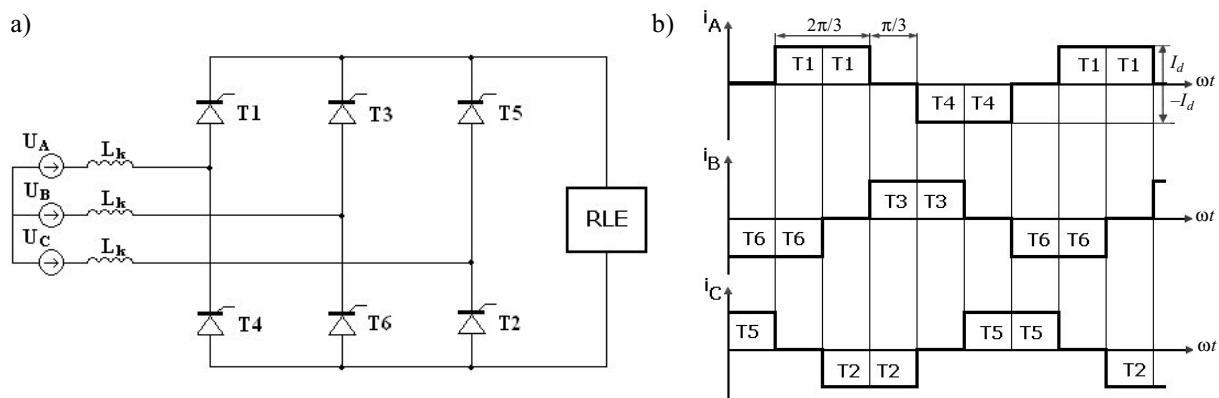 a)
T1
T3
T5
U_A
L_k
U_B
L_k
U_C
L_k
RLE
T4
T6
T2
b)
i_A
2π/3
π/3
T1
T1
T1
T1
I_d
ωt
T4
T4
–I_d
i_B
T3
T3
ωt
T6
T6
T6
T6
i_C
T5
T5
T5
ωt
T2
T2
T2